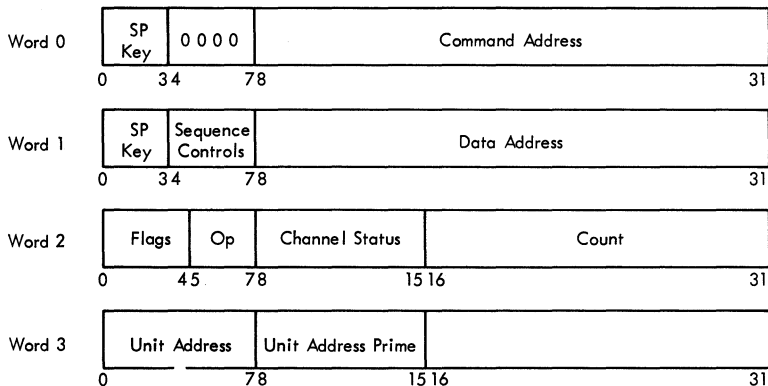 Word 0
SP Key
0 0 0 0
Command Address
0 3 4 7 8 31
Word 1
SP Key
Sequence Controls
Data Address
0 3 4 7 8 31
Word 2
Flags
Op
Channel Status
Count
0 4 5 7 8 15 16 31
Word 3
Unit Address
Unit Address Prime
0 7 8 15 16 31